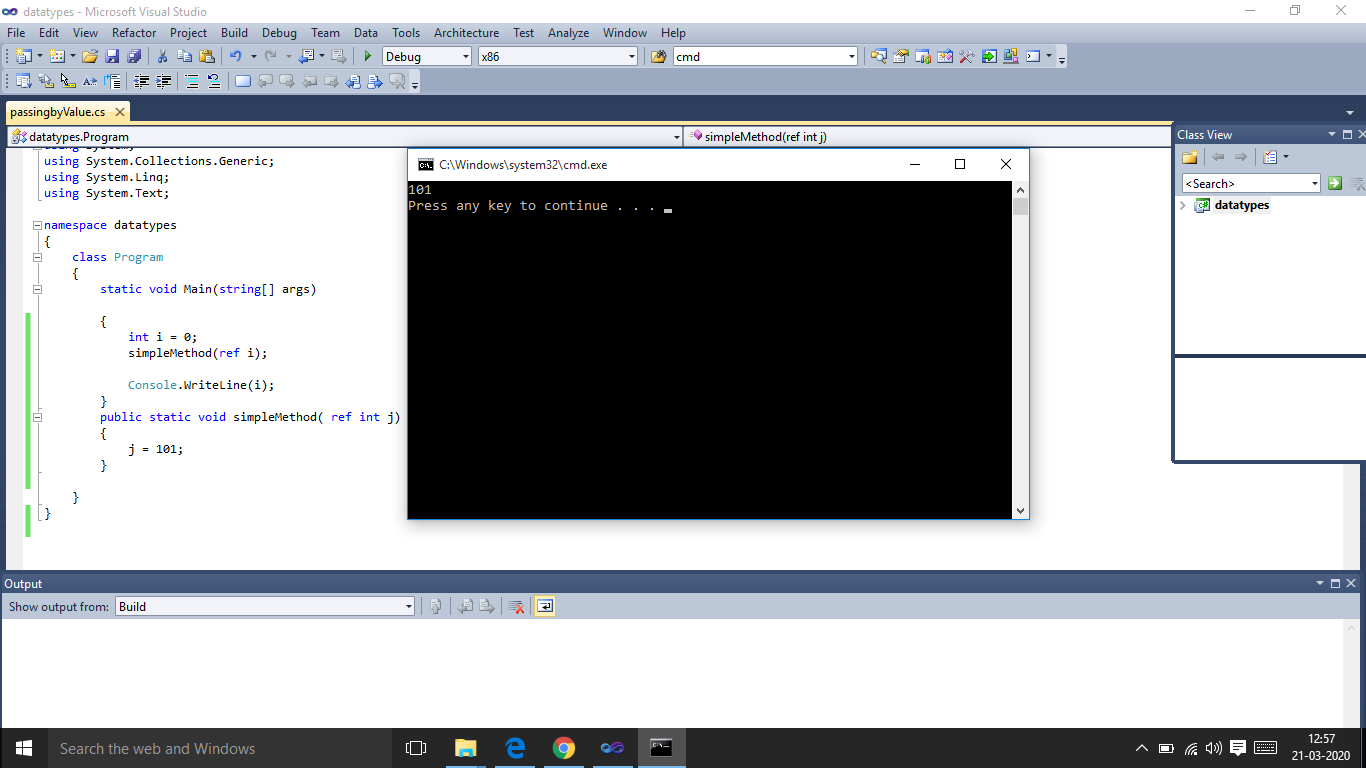 datatypes - Microsoft Visual Studio
File Edit View Refactor Project Build Debug Team Data Tools Architecture Test Analyze Window Help
Debug x86 cmd
passingbyValue.cs
datatypes.Program simpleMethod(ref int j)
using System.Collections.Generic;
using System.Linq;
using System.Text;
namespace datatypes
{
class Program
{
static void Main(string[] args)
{
int i = 0;
simpleMethod(ref i);
Console.WriteLine(i);
}
public static void simpleMethod( ref int j)
{
j = 101;
}
}
}
C:\Windows\system32\cmd.exe
101
Press any key to continue . . .
Class View
<Search>
datatypes
Output
Show output from: Build
Search the web and Windows
12:57
21-03-2020